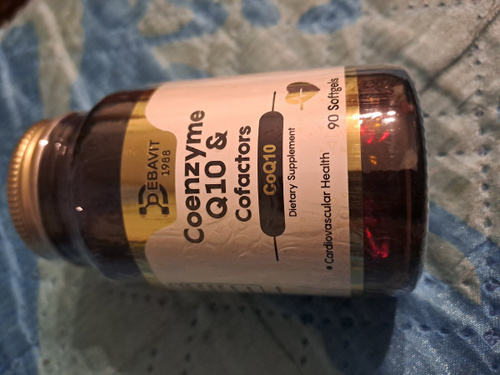 DEBAVIT
1988
Coenzyme
Q10 &
Cofactors
CoQ10
Dietary Supplement
• Cardiovascular Health
90 Softgels